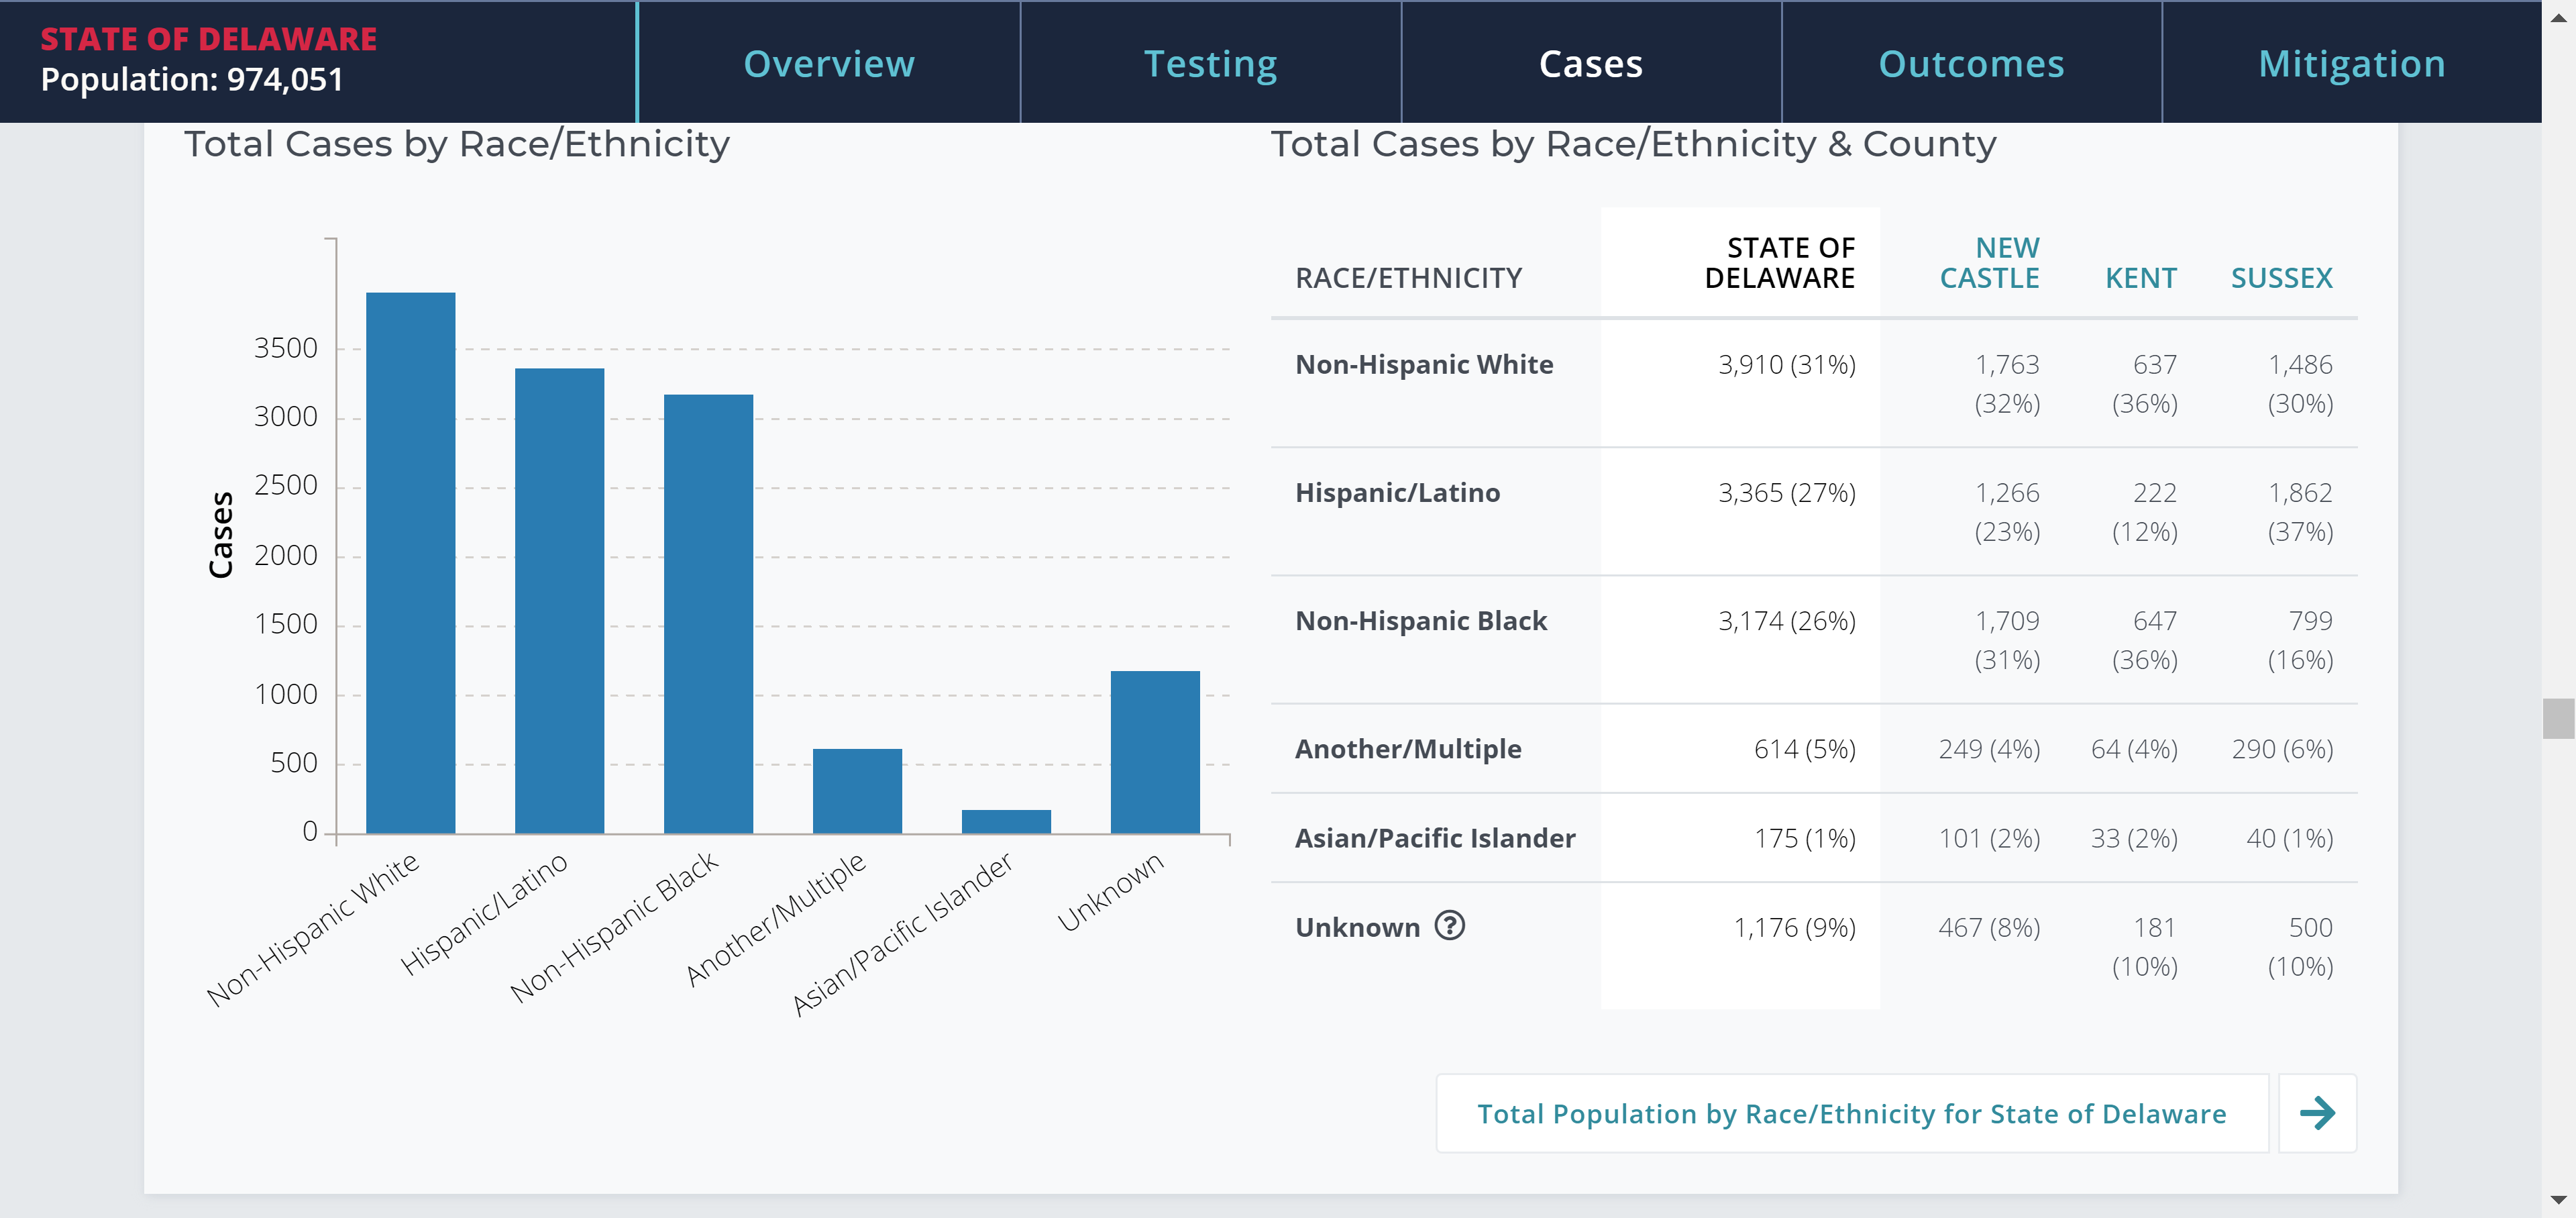 STATE OF DELAWARE
Population: 974,051
Overview
Testing
Cases
Outcomes
Mitigation
Total Cases by Race/Ethnicity
Cases
3500
3000
2500
2000
1500
1000
500
0
Non-Hispanic White
Hispanic/Latino
Non-Hispanic Black
Another/Multiple
Asian/Pacific Islander
Unknown
Total Cases by Race/Ethnicity & County
RACE/ETHNICITY STATE OF DELAWARE NEW CASTLE KENT SUSSEX
Non-Hispanic White 3,910 (31%) 1,763 (32%) 637 (36%) 1,486 (30%)
Hispanic/Latino 3,365 (27%) 1,266 (23%) 222 (12%) 1,862 (37%)
Non-Hispanic Black 3,174 (26%) 1,709 (31%) 647 (36%) 799 (16%)
Another/Multiple 614 (5%) 249 (4%) 64 (4%) 290 (6%)
Asian/Pacific Islander 175 (1%) 101 (2%) 33 (2%) 40 (1%)
Unknown ? 1,176 (9%) 467 (8%) 181 (10%) 500 (10%)
Total Population by Race/Ethnicity for State of Delaware